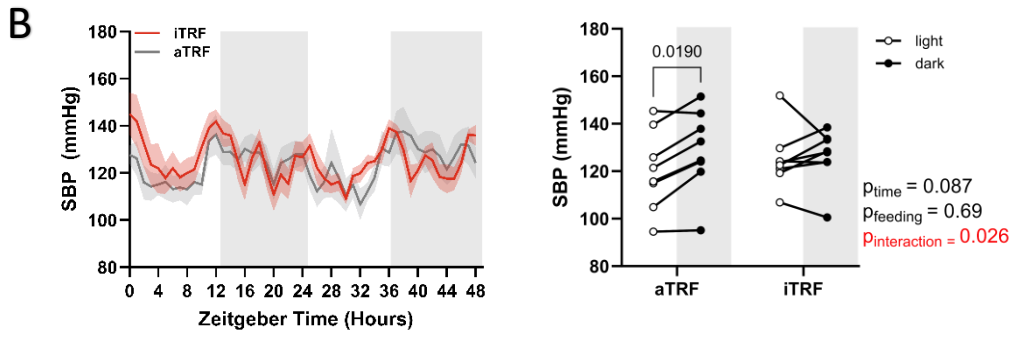 B
180
160
140
120
100
80
SBP (mmHg)
iTRF
aTRF
0 4 8 12 16 20 24 28 32 36 40 44 48
Zeitgeber Time (Hours)
180
160
140
120
100
80
SBP (mmHg)
0.0190
aTRF iTRF
light
dark
ptime = 0.087
pfeeding = 0.69
pinteraction = 0.026